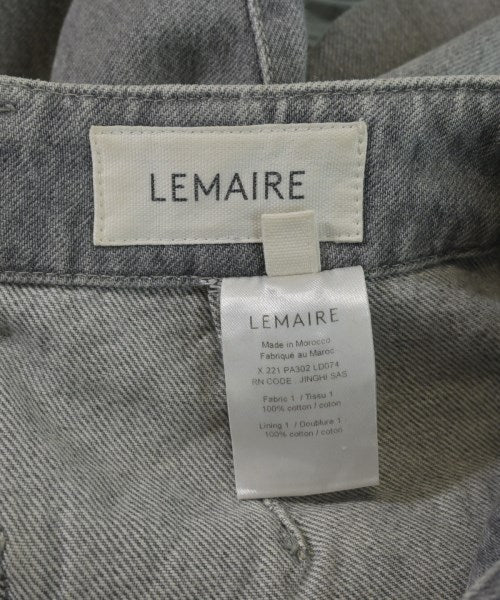 LEMAIRE
LEMAIRE
Made in Morocco
Fabriqué au Maroc
X 221 PA302 LD074
RN CODE : JINGHI SAS
Fabric 1 / Tissu 1
100% cotton / coton
Lining 1 / Doublure 1
100% cotton / coton